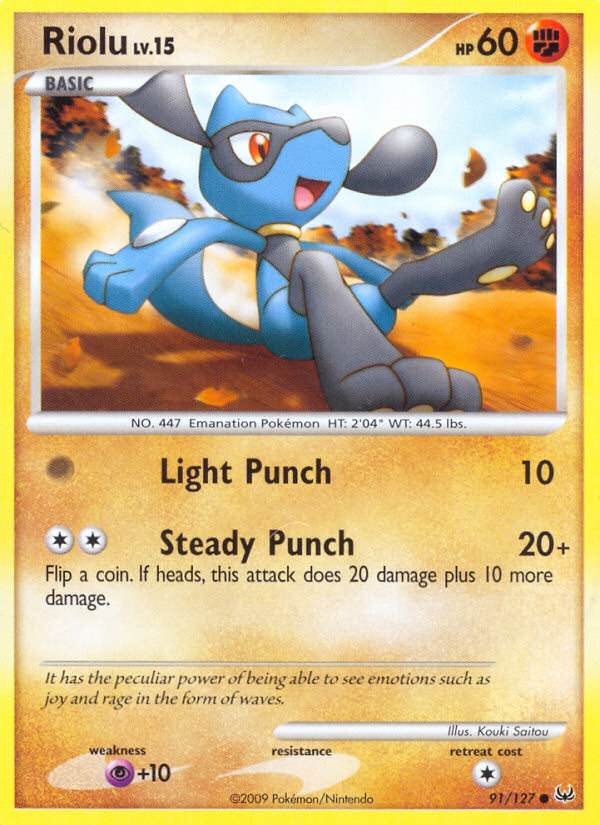 Riolu LV.15 HP 60
BASIC
NO. 447 Emanation Pokémon HT: 2'04" WT: 44.5 lbs.
Light Punch 10
Steady Punch 20+
Flip a coin. If heads, this attack does 20 damage plus 10 more
damage.
It has the peculiar power of being able to see emotions such as
joy and rage in the form of waves.
Illus. Kouki Saitou
weakness resistance retreat cost
+10
©2009 Pokémon/Nintendo 91/127